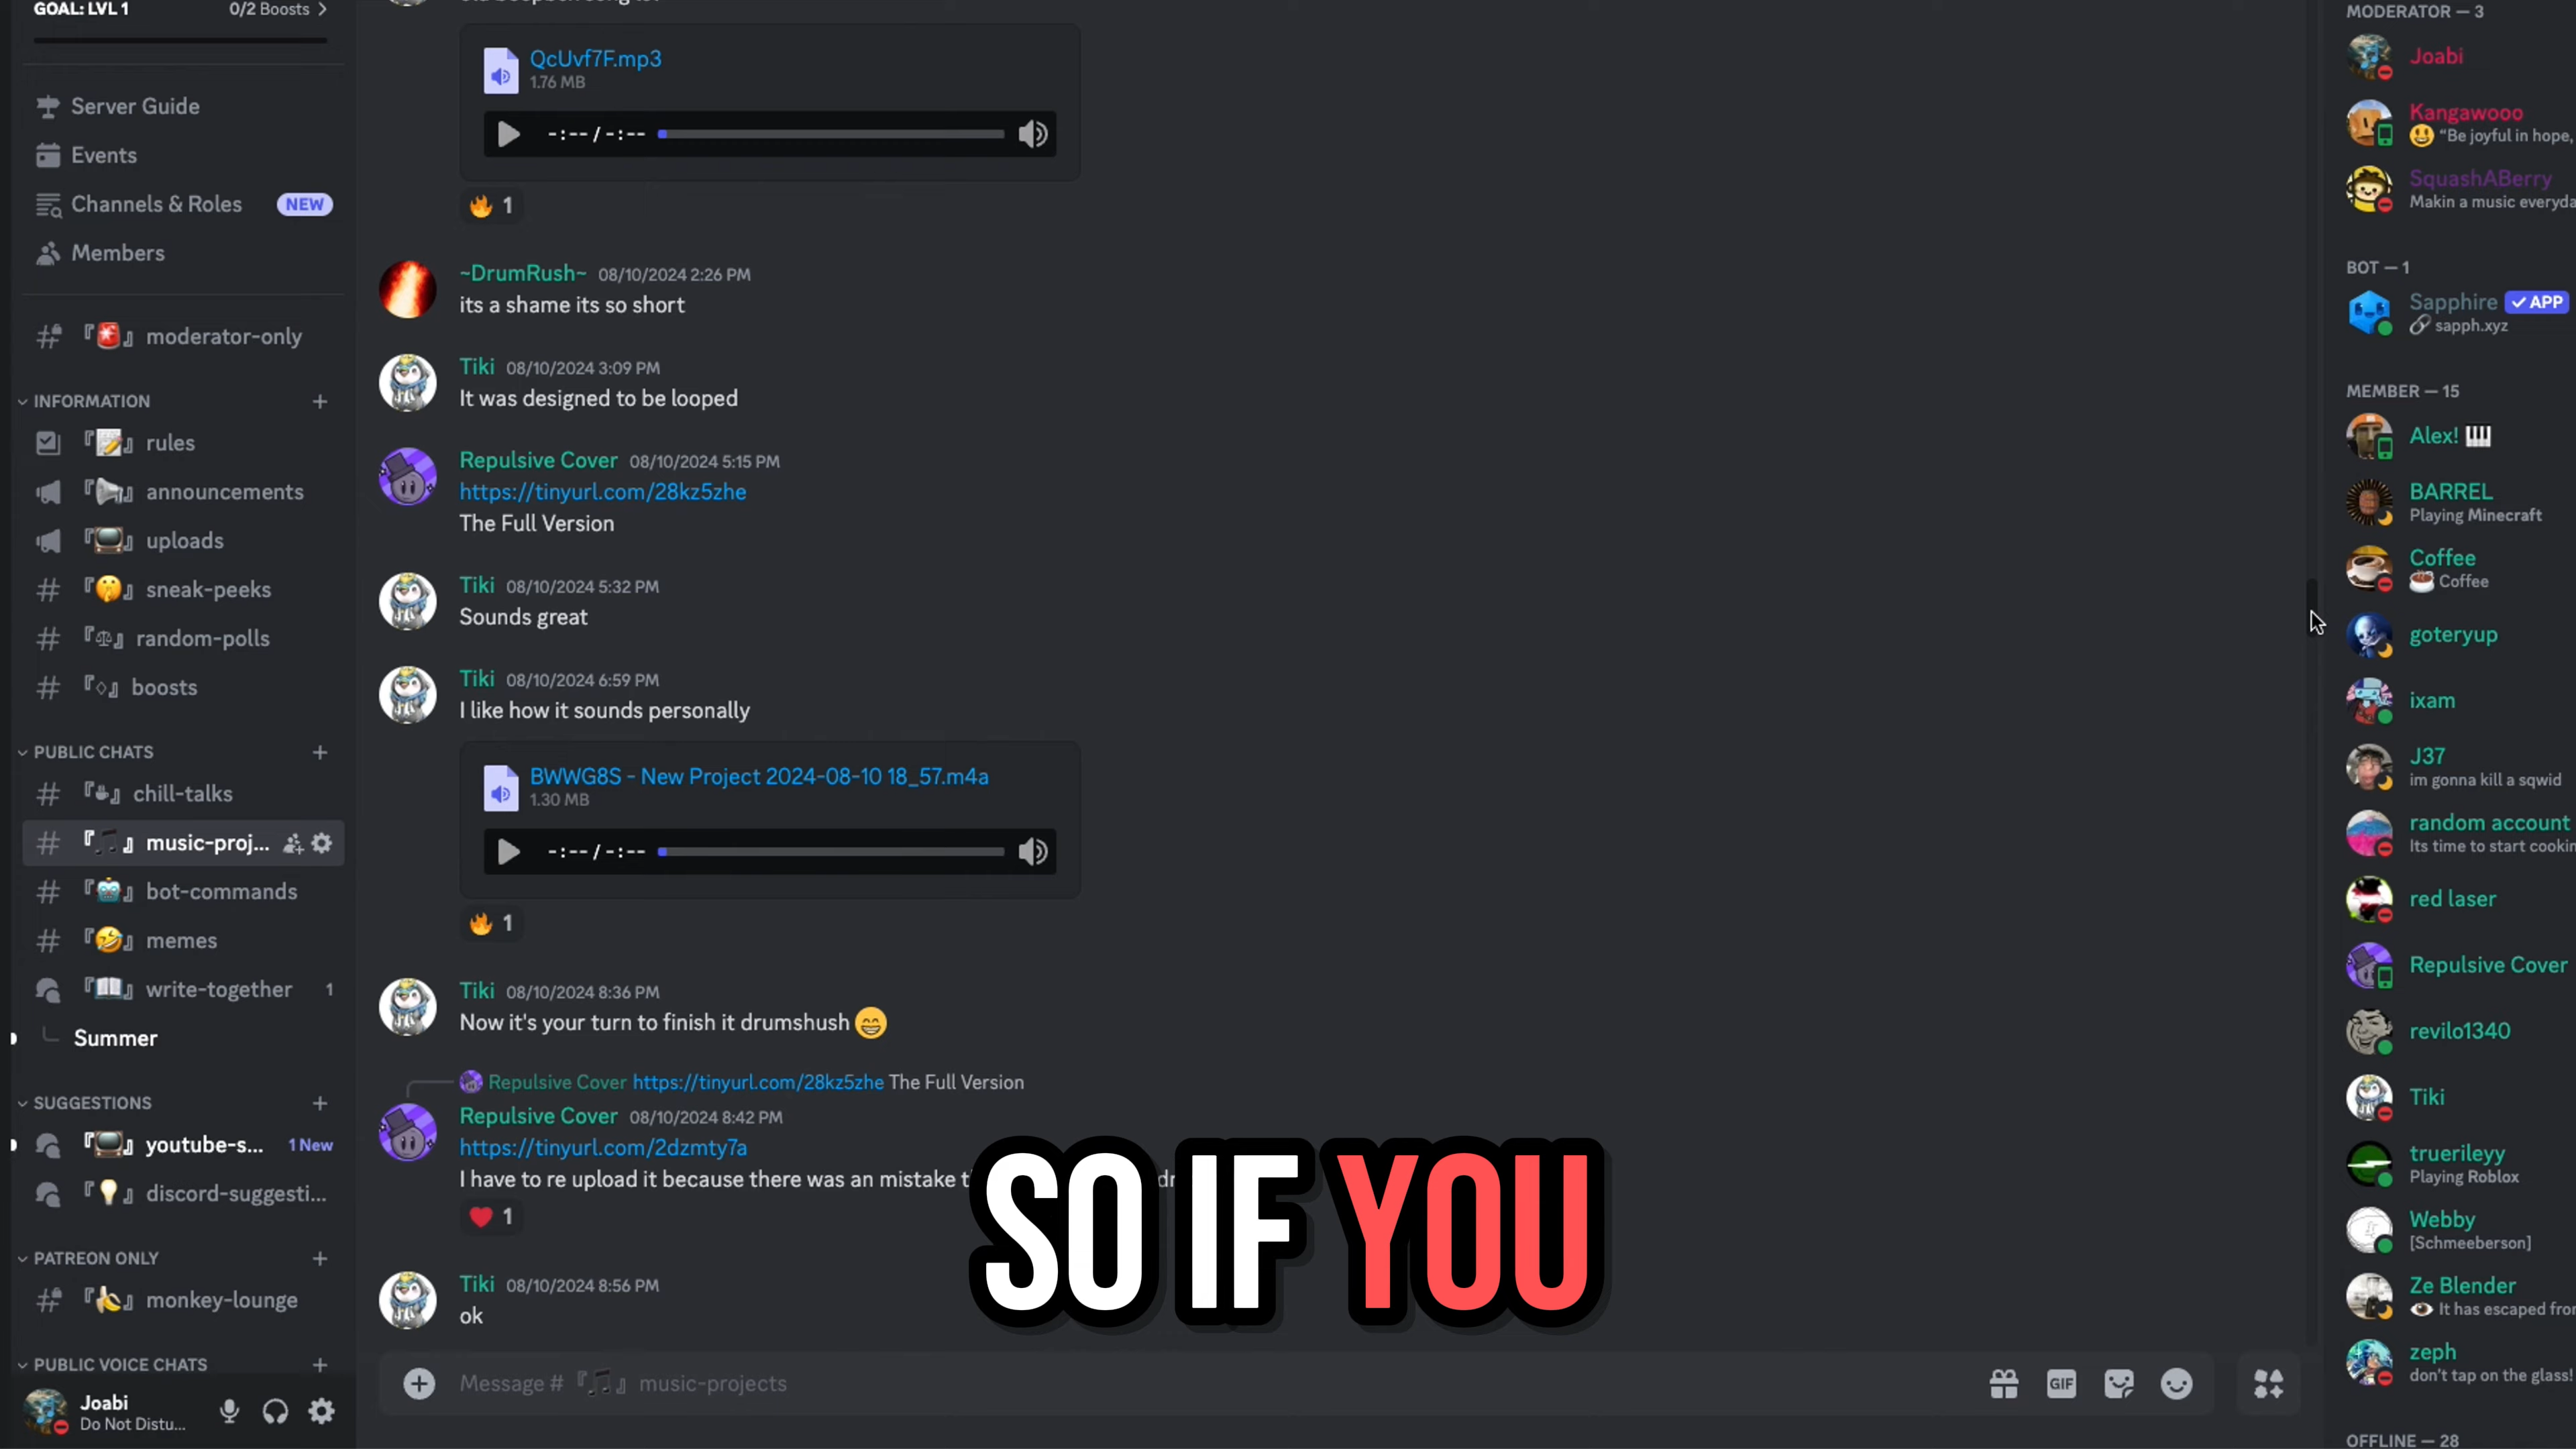 GOAL: LVL 1
0/2 Boosts
Server Guide
Events
Channels & Roles NEW
Members
moderator-only
INFORMATION
rules
announcements
uploads
sneak-peeks
random-polls
boosts
PUBLIC CHATS
chill-talks
music-proj...
bot-commands
memes
write-together 1
Summer
SUGGESTIONS
youtube-s... 1 New
discord-suggesti...
PATREON ONLY
monkey-lounge
PUBLIC VOICE CHATS
Joabi
Do Not Distu...
QcUvf7F.mp3
1.76 MB
-:-- / -:--
1
~DrumRush~ 08/10/2024 2:26 PM
its a shame its so short
Tiki 08/10/2024 3:09 PM
It was designed to be looped
Repulsive Cover 08/10/2024 5:15 PM
https://tinyurl.com/28kz5zhe
The Full Version
Tiki 08/10/2024 5:32 PM
Sounds great
Tiki 08/10/2024 6:59 PM
I like how it sounds personally
BWWG8S - New Project 2024-08-10 18_57.m4a
1.30 MB
-:-- / -:--
1
Tiki 08/10/2024 8:36 PM
Now it's your turn to finish it drumshush
Repulsive Cover https://tinyurl.com/28kz5zhe The Full Version
Repulsive Cover 08/10/2024 8:42 PM
https://tinyurl.com/2dzmty7a
I have to re upload it because there was an mistake
1
Tiki 08/10/2024 8:56 PM
ok
SO IF YOU
Message # music-projects
GIF
MODERATOR — 3
Joabi
Kangawooo
“Be joyful in hope,
SquashABerry
Makin a music everyda
BOT — 1
Sapphire APP
sapph.xyz
MEMBER — 15
Alex!
BARREL
Playing Minecraft
Coffee
Coffee
goteryup
ixam
J37
im gonna kill a sqwid
random account
Its time to start cookin
red laser
Repulsive Cover
revilo1340
Tiki
truerileyy
Playing Roblox
Webby
[Schmeeberson]
Ze Blender
It has escaped from
zeph
don't tap on the glass!
OFFLINE — 28